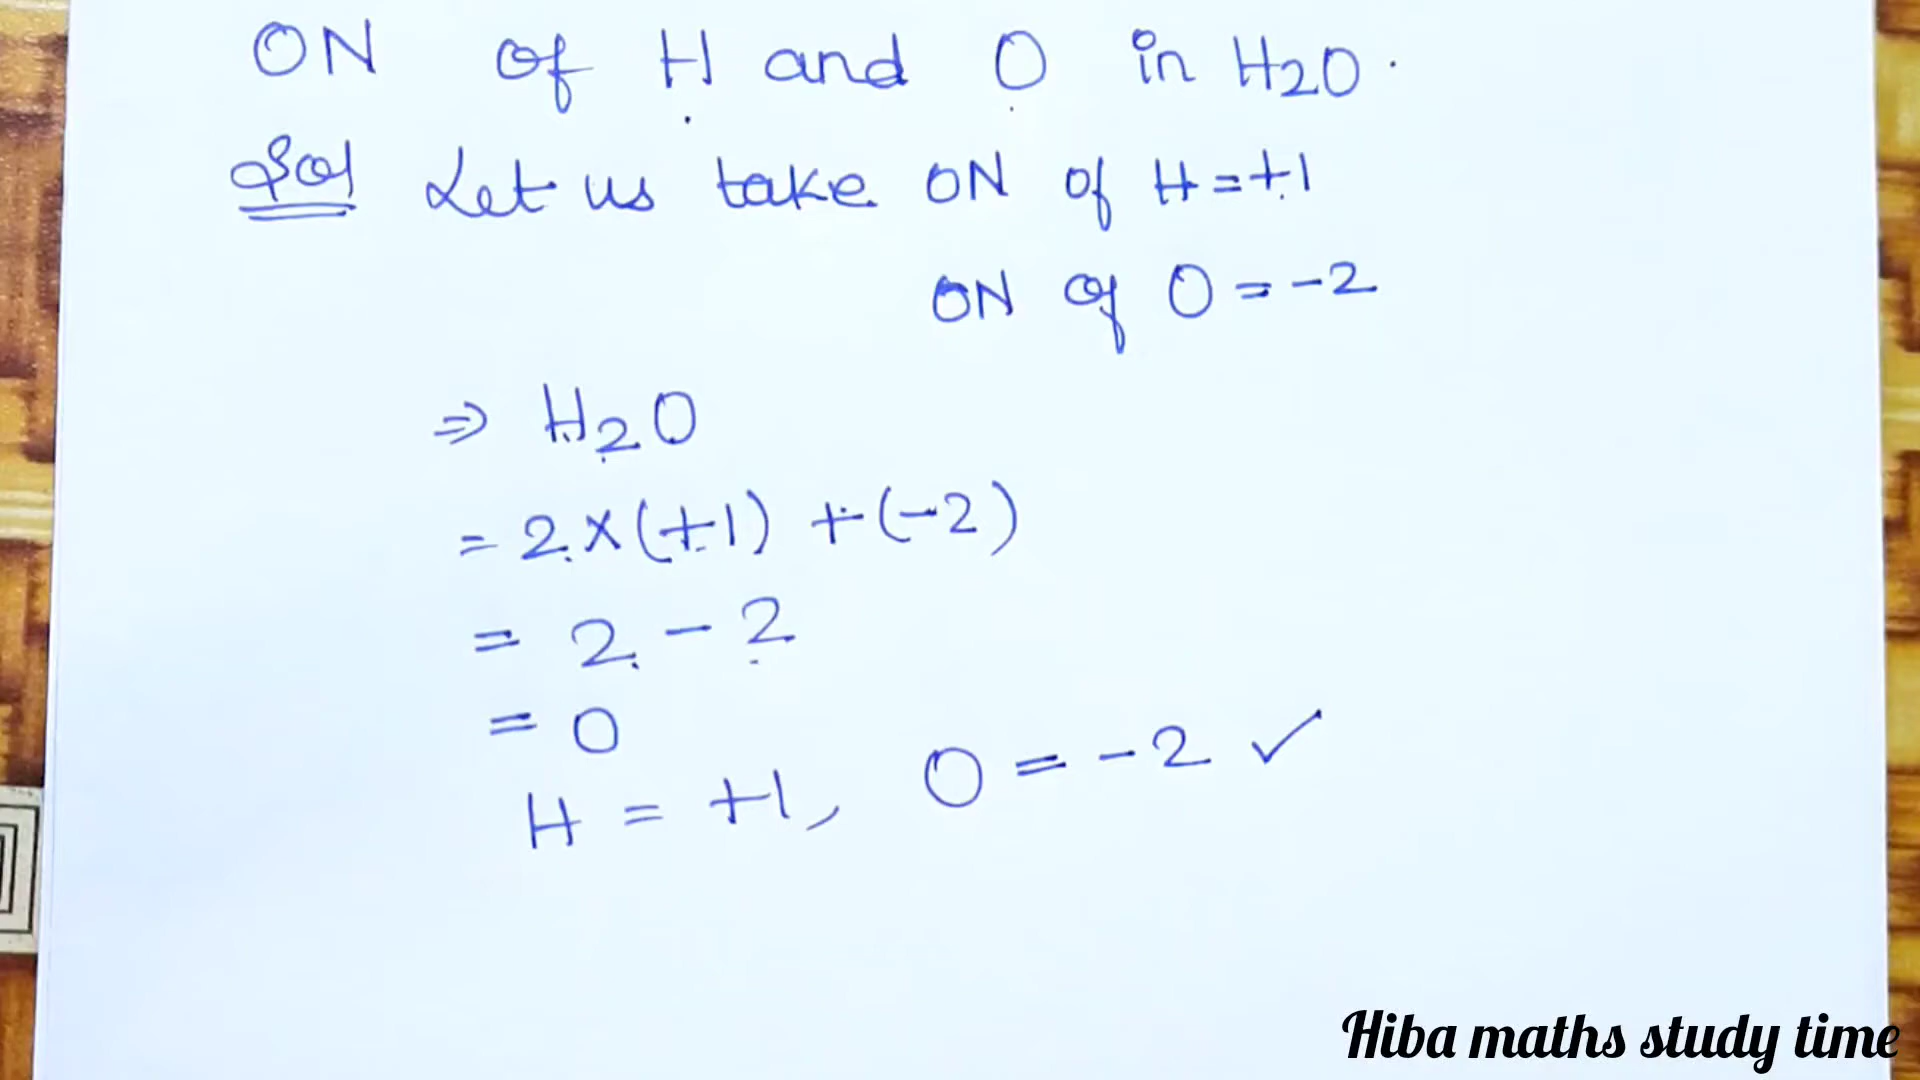 ON of H and O in H2O.
Sol Let us take ON of H=+1
ON of O=-2
⇒ H2O
= 2×(+1) +(-2)
= 2 - 2
= 0
H = +1, O = -2 ✓
Hiba maths study time